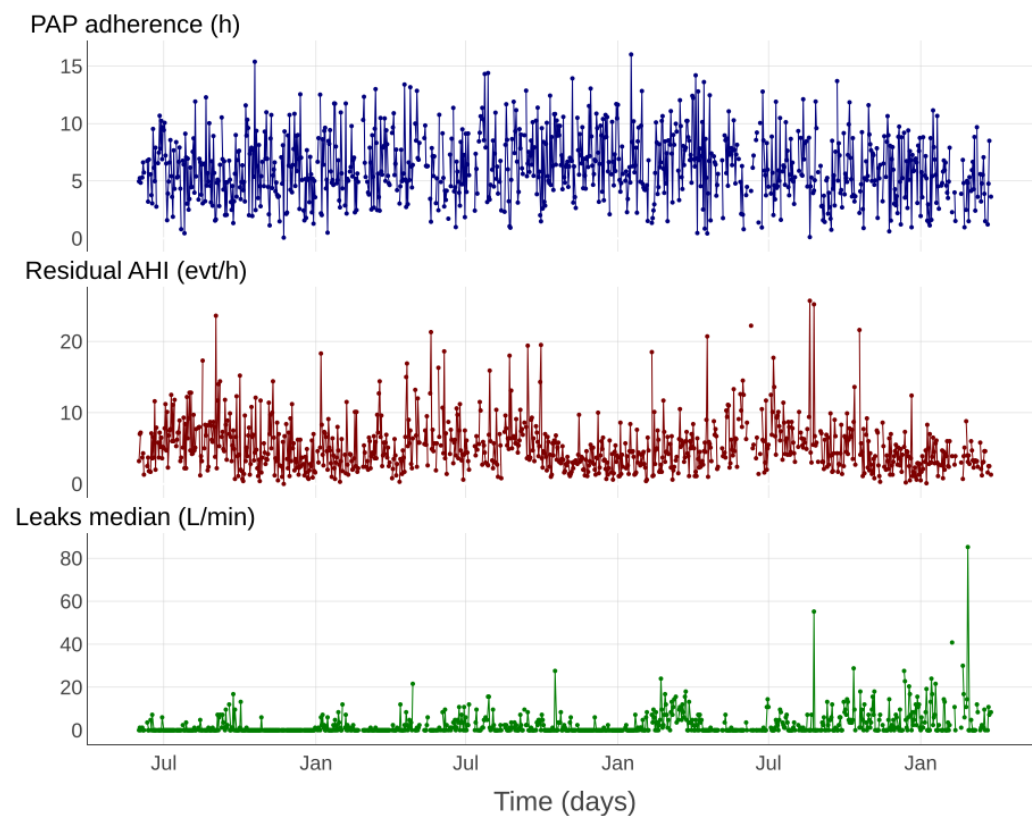 PAP adherence (h)
15
10
5
0
Residual AHI (evt/h)
20
10
0
Leaks median (L/min)
80
60
40
20
0
Jul Jan Jul Jan Jul Jan
Time (days)